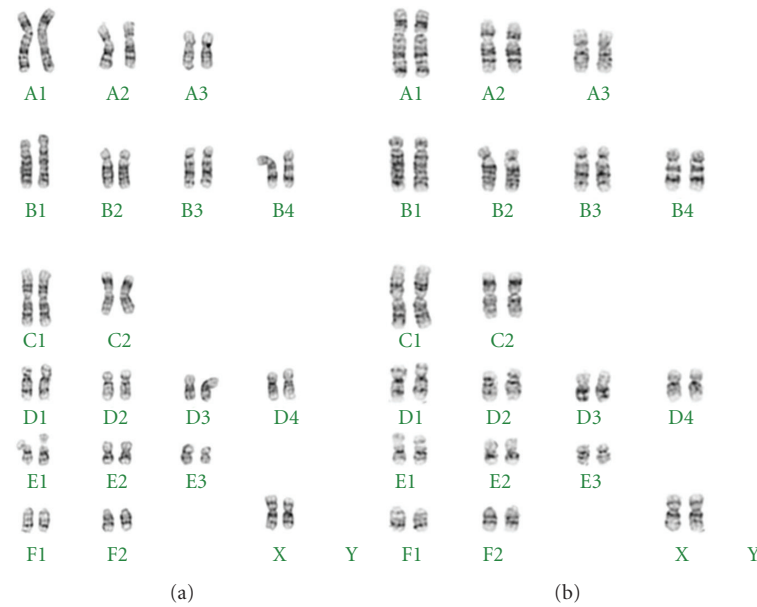 A1 A2 A3 A1 A2 A3
B1 B2 B3 B4 B1 B2 B3 B4
C1 C2 C1 C2
D1 D2 D3 D4 D1 D2 D3 D4
E1 E2 E3 E1 E2 E3
F1 F2 X Y F1 F2 X Y
(a) (b)